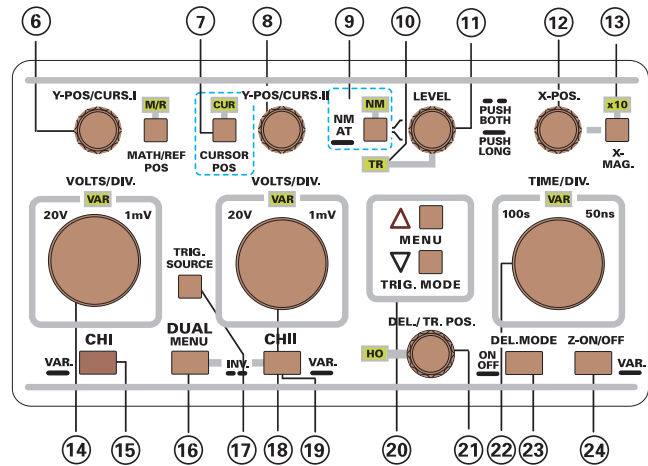 6 7 8 9 10 11 12 13
Y-POS/CURS.I
M/R
MATH/REF
POS
CUR
CURSOR
POS
Y-POS/CURS.II
NM
AT
NM
TR
LEVEL
PUSH
BOTH
PUSH
LONG
X-POS.
x10
X-
MAG.
VOLTS/DIV.
VAR
20V 1mV
TRIG.
SOURCE
VOLTS/DIV.
VAR
20V 1mV
MENU
TRIG. MODE
TIME/DIV.
VAR
100s 50ns
CHI
VAR.
DUAL
MENU
INV.
CHII
VAR.
DEL./ TR. POS.
HO
ON
OFF
DEL.MODE
Z-ON/OFF
VAR.
14 15 16 17 18 19 20 21 22 23 24